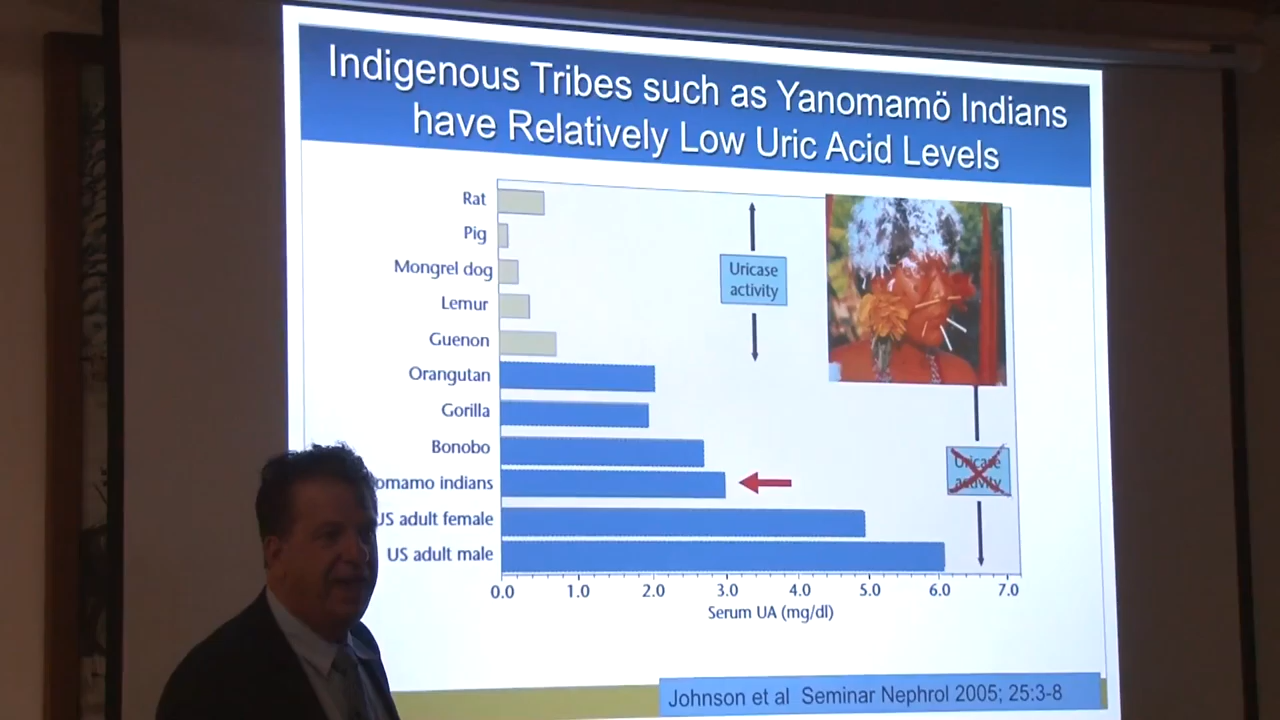 Indigenous Tribes such as Yanomamö Indians
have Relatively Low Uric Acid Levels
Rat
Pig
Mongrel dog
Lemur
Guenon
Orangutan
Gorilla
Bonobo
omamo indians
US adult female
US adult male
Uricase
activity
Uricase
activity
0.0 1.0 2.0 3.0 4.0 5.0 6.0 7.0
Serum UA (mg/dl)
Johnson et al Seminar Nephrol 2005; 25:3-8